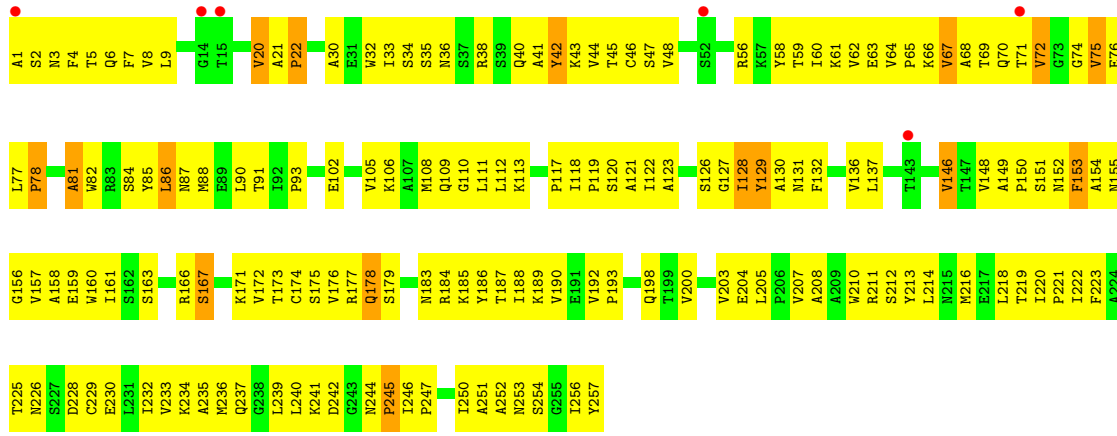 A1 S2 N3 F4 T5 Q6 F7 V8 L9 G14 T15 V20 A21 P22 A30 E31 W32 I33 S34 S35 N36 S37 R38 S39 Q40 A41 Y42 K43 V44 T45 C46 S47 V48 S52 R56 K57 Y58 T59 I60 K61 V62 E63 V64 P65 K66 V67 A68 T69 Q70 T71 V72 G73 G74 V75 E76
L77 P78 A81 W82 R83 S84 Y85 L86 N87 M88 E89 L90 T91 I92 P93 E102 V105 K106 A107 M108 Q109 G110 L111 L112 K113 P117 I118 P119 S120 A121 I122 A123 S126 G127 I128 Y129 A130 N131 F132 V136 L137 T143 V146 T147 V148 A149 P150 S151 N152 F153 A154 N155
G156 V157 A158 E159 W160 I161 S162 S163 R166 S167 K171 V172 T173 C174 S175 V176 R177 Q178 S179 N183 R184 K185 Y186 T187 I188 K189 V190 E191 V192 P193 Q198 T199 V200 V203 E204 L205 P206 V207 A208 A209 W210 R211 S212 Y213 L214 N215 M216 E217 L218 T219 I220 P221 I222 F223 A224
T225 N226 S227 D228 C229 E230 L231 I232 V233 K234 A235 M236 Q237 G238 L239 L240 K241 D242 G243 N244 P245 I246 P247 I250 A251 A252 N253 S254 G255 I256 Y257